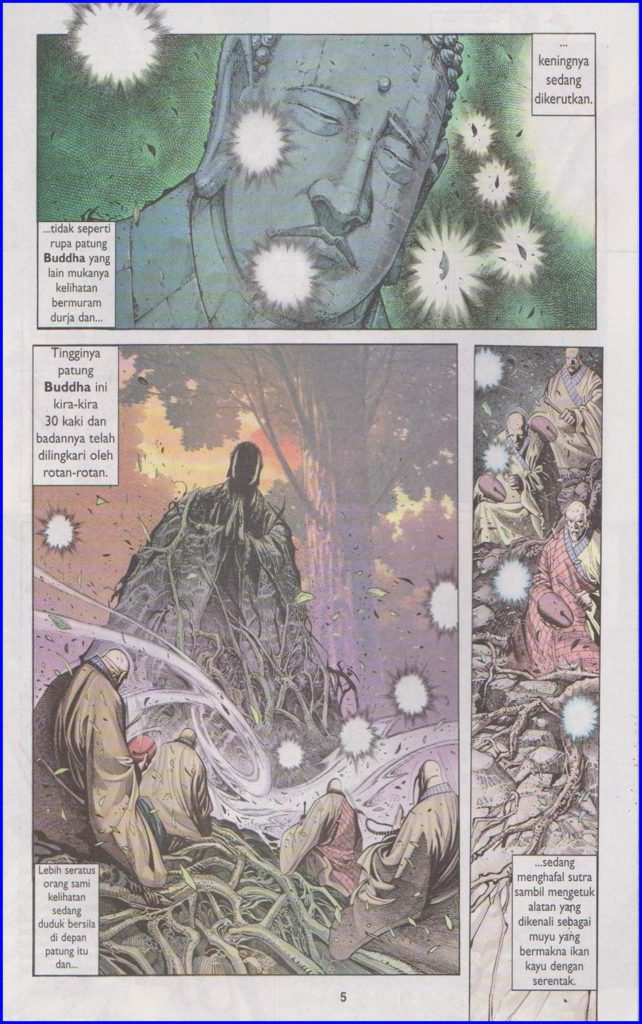 ...tidak seperti
rupa patung
Buddha yang
lain mukanya
kelihatan
bermuram
durja dan...
...
keningnya
sedang
dikerutkan.
Tingginya
patung
Buddha ini
kira-kira
30 kaki dan
badannya telah
dilingkari oleh
rotan-rotan.
Lebih seratus
orang sami
kelihatan
sedang
duduk bersila
di depan
patung itu
dan...
...sedang
menghafal sutra
sambil mengetuk
alatan yang
dikenali sebagai
muyu yang
bermakna ikan
kayu dengan
serentak.
5